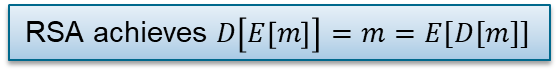 RSA achieves D[E[m]] = m = E[D[m]]